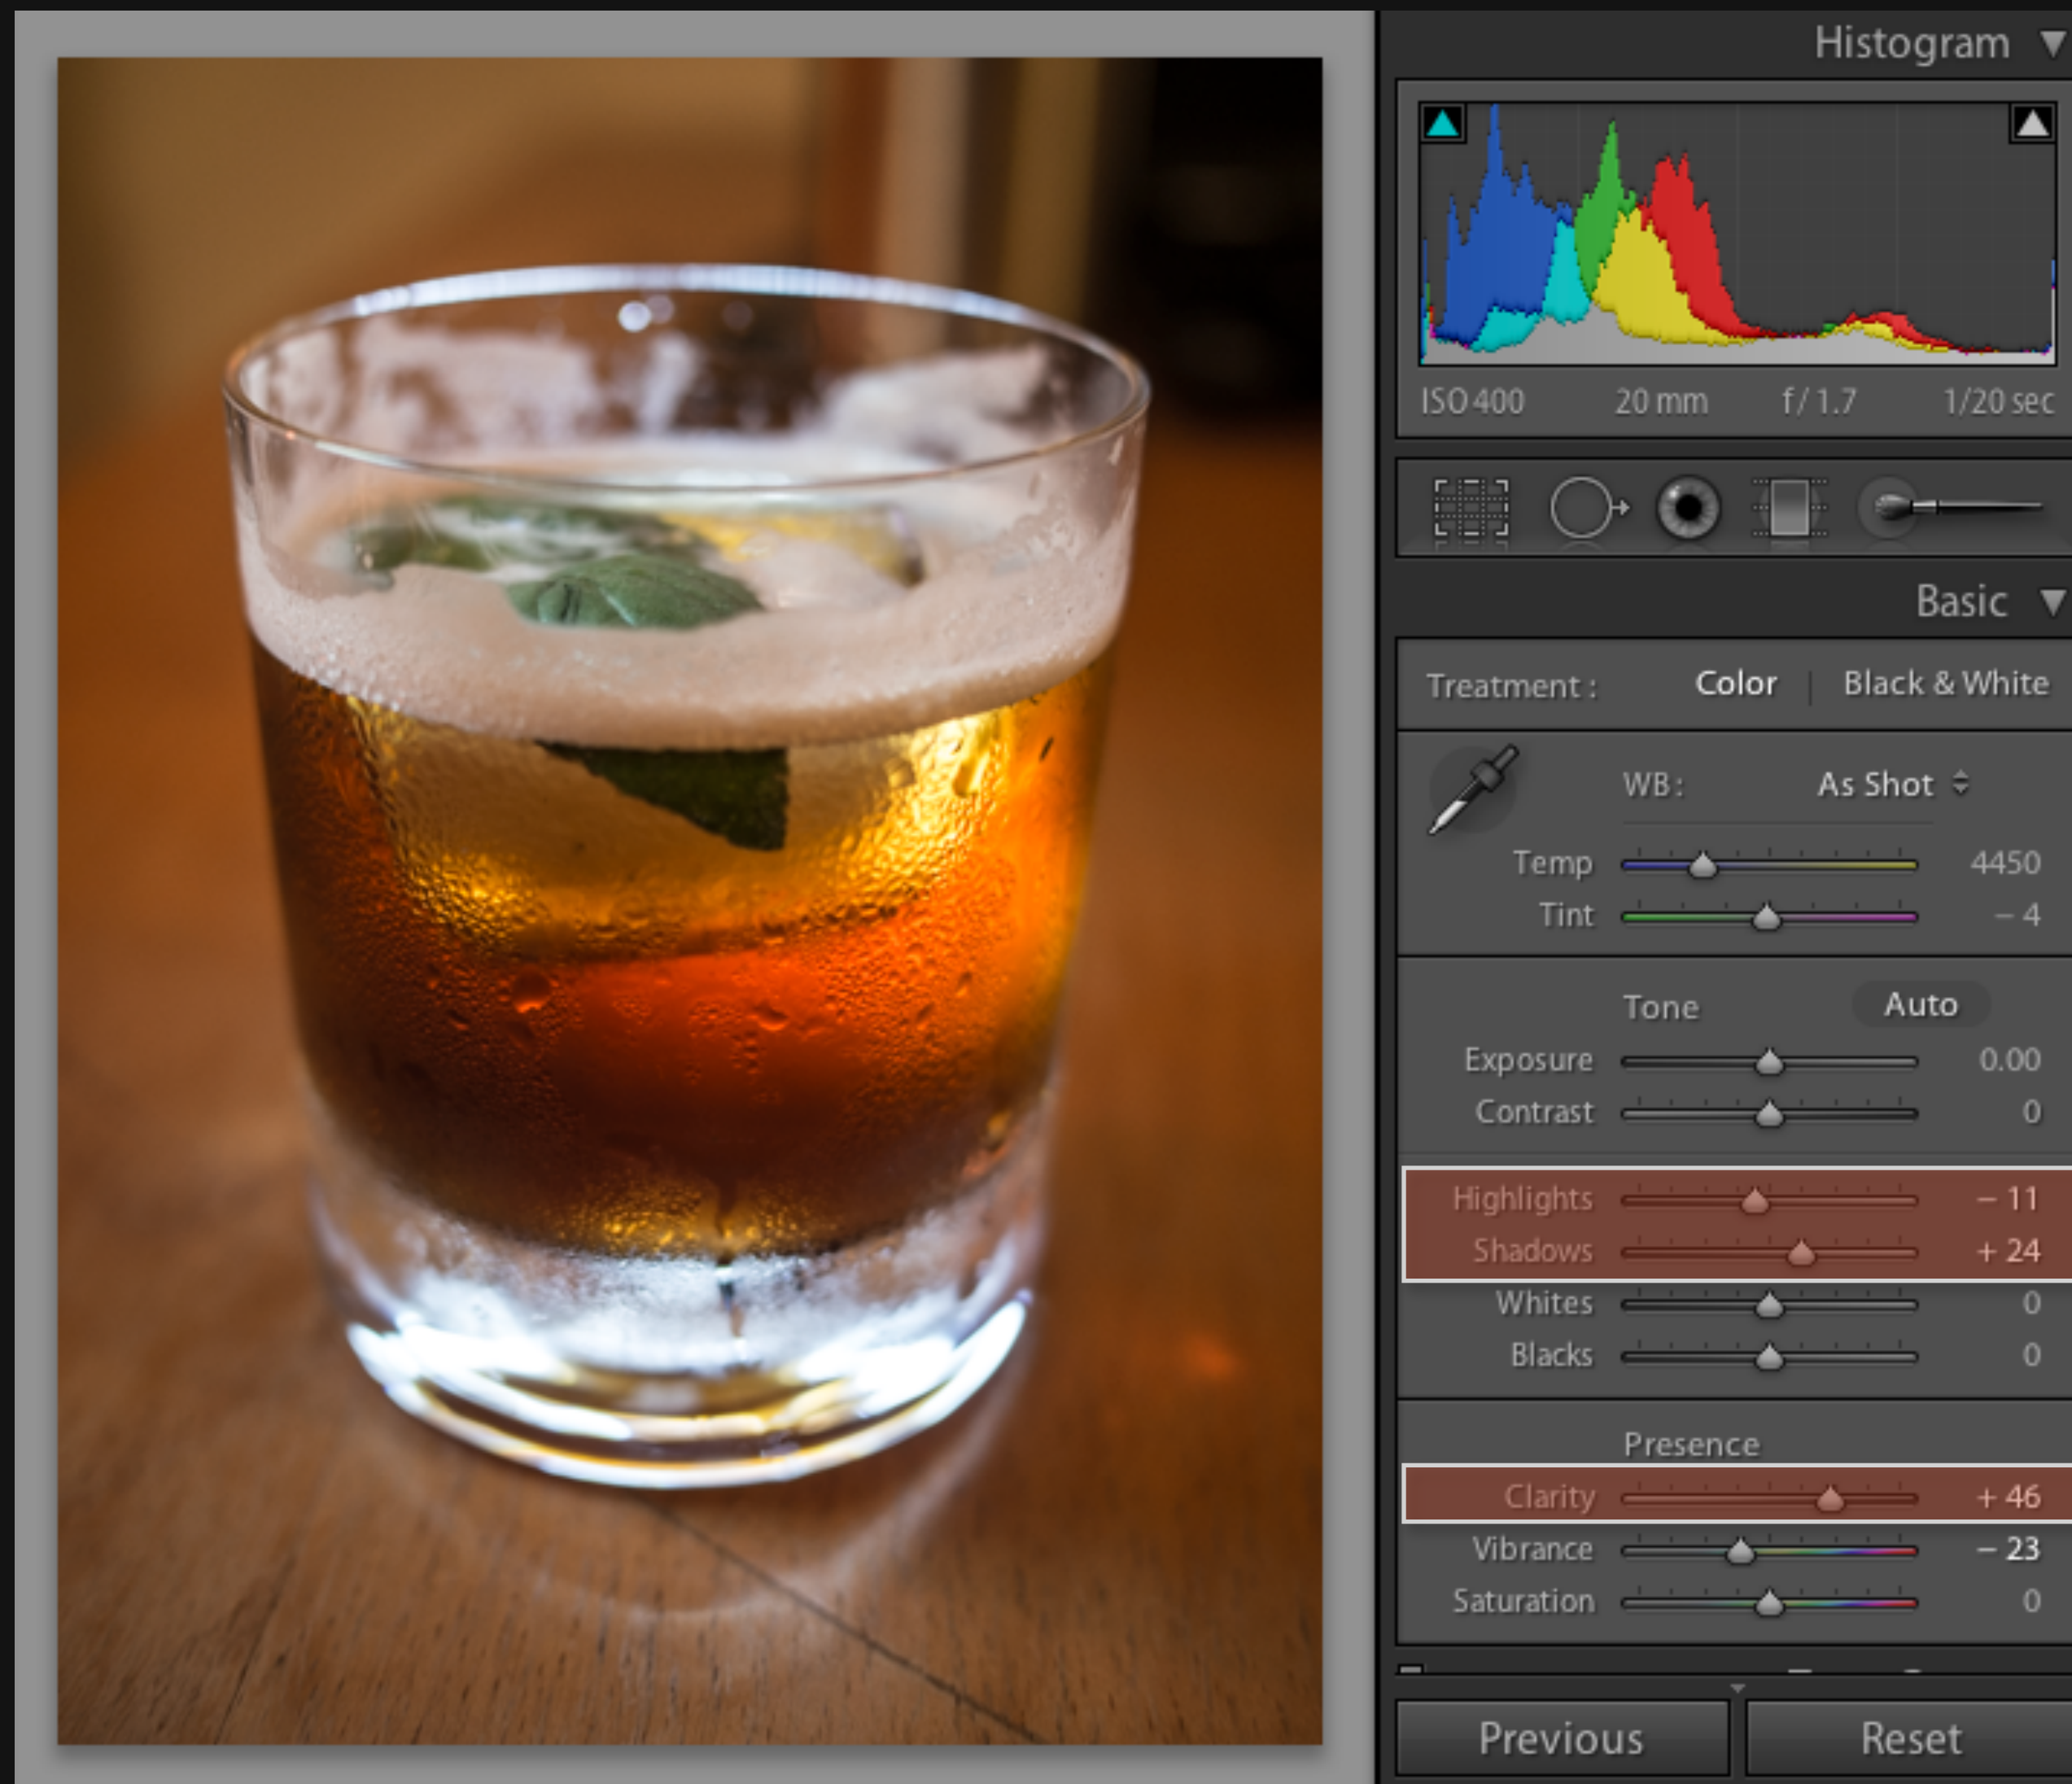 Histogram
ISO 400 20 mm f / 1.7 1/20 sec
Basic
Treatment : Color | Black & White
WB: As Shot
Temp 4450
Tint – 4
Tone Auto
Exposure 0.00
Contrast 0
Highlights – 11
Shadows + 24
Whites 0
Blacks 0
Presence
Clarity + 46
Vibrance – 23
Saturation 0
Previous Reset